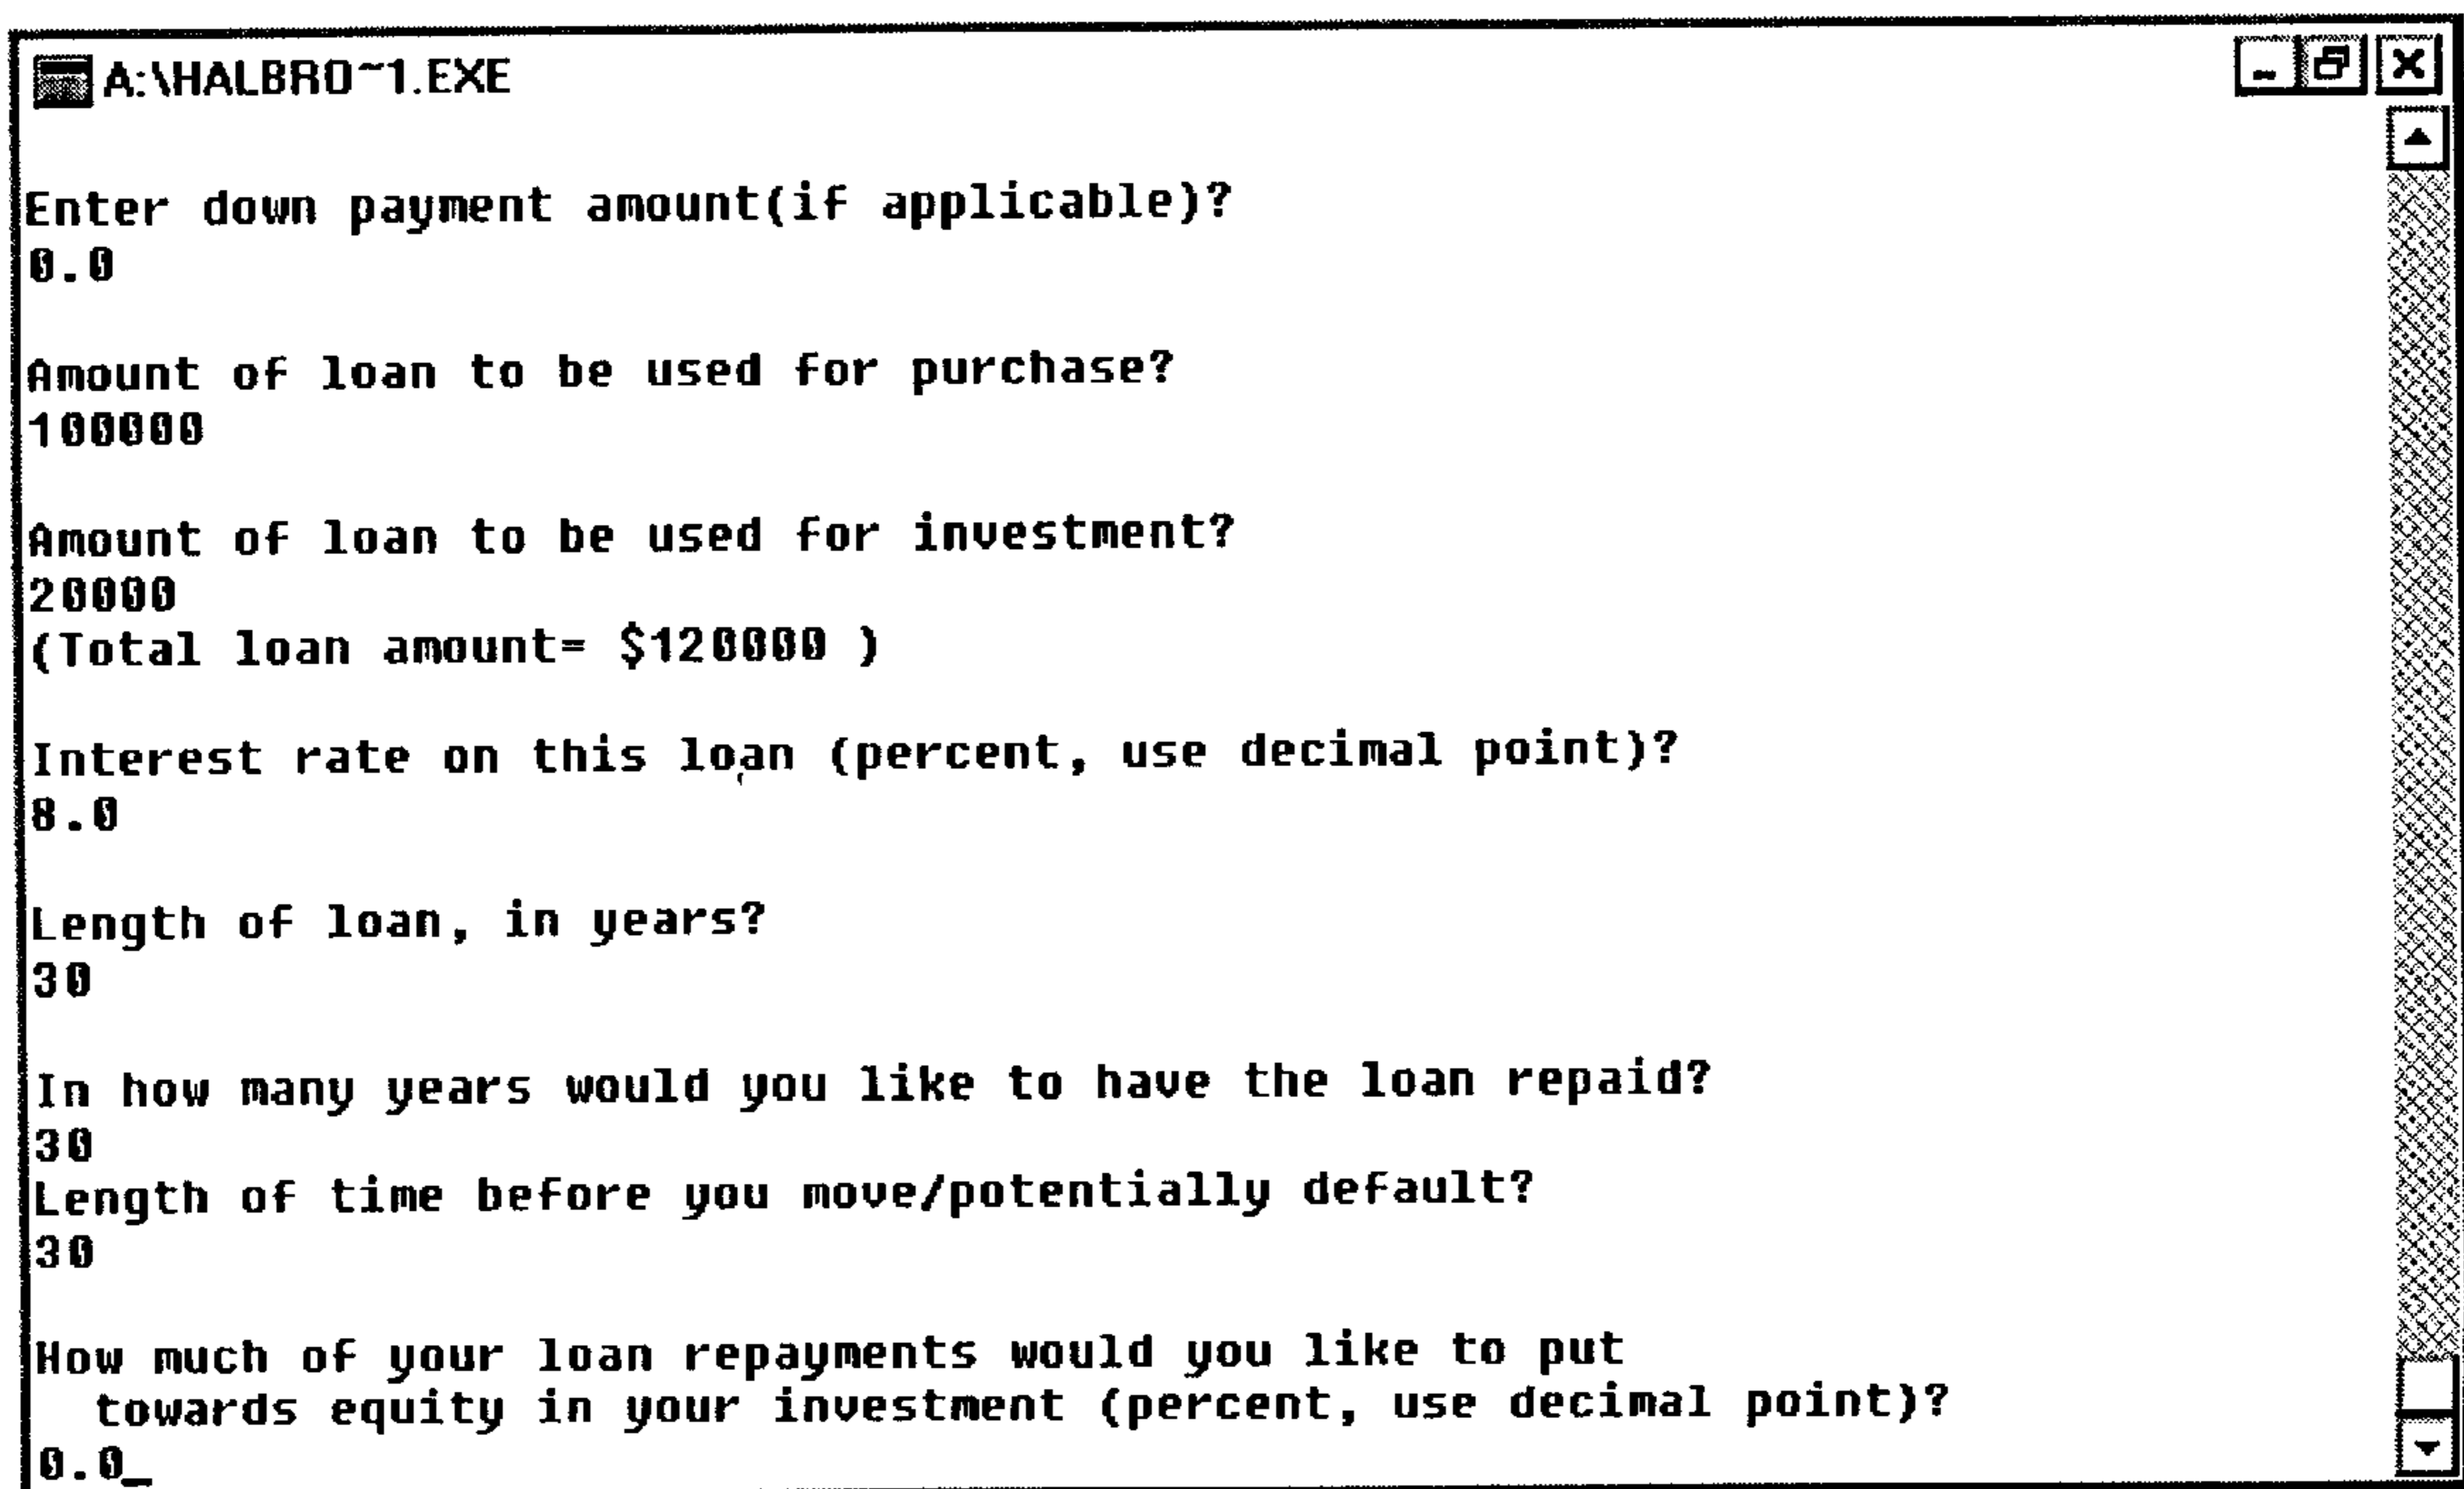 A:\HALBRO~1.EXE
Enter down payment amount(if applicable)?
0.0
Amount of loan to be used for purchase?
100000
Amount of loan to be used for investment?
20000
(Total loan amount= $120000 )
Interest rate on this loan (percent, use decimal point)?
8.0
Length of loan, in years?
30
In how many years would you like to have the loan repaid?
30
Length of time before you move/potentially default?
30
How much of your loan repayments would you like to put
towards equity in your investment (percent, use decimal point)?
0.0_